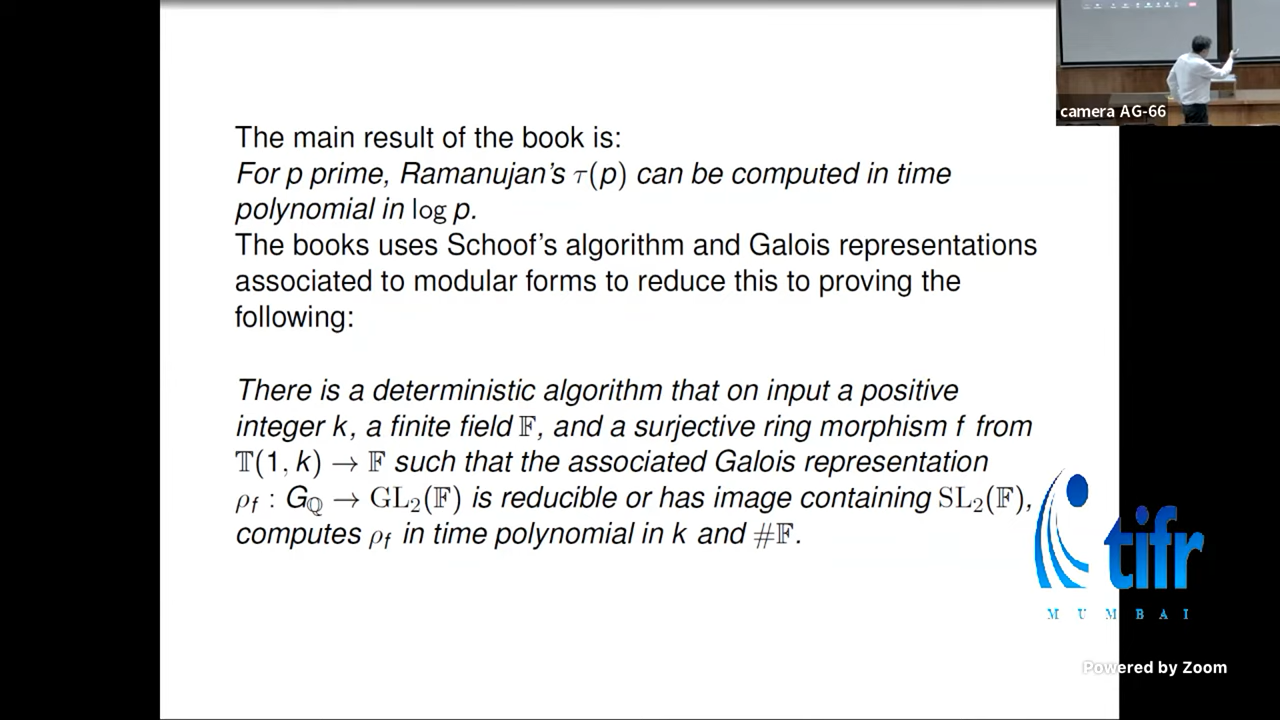 The main result of the book is:
For p prime, Ramanujan's τ(p) can be computed in time
polynomial in log p.
The books uses Schoof's algorithm and Galois representations
associated to modular forms to reduce this to proving the
following:
There is a deterministic algorithm that on input a positive
integer k, a finite field 𝔽, and a surjective ring morphism f from
𝕋(1, k) → 𝔽 such that the associated Galois representation
ρ_f : G_ℚ → GL₂(𝔽) is reducible or has image containing SL₂(𝔽),
computes ρ_f in time polynomial in k and #𝔽.
camera AG-66
tifr
MUMBAI
Powered by Zoom